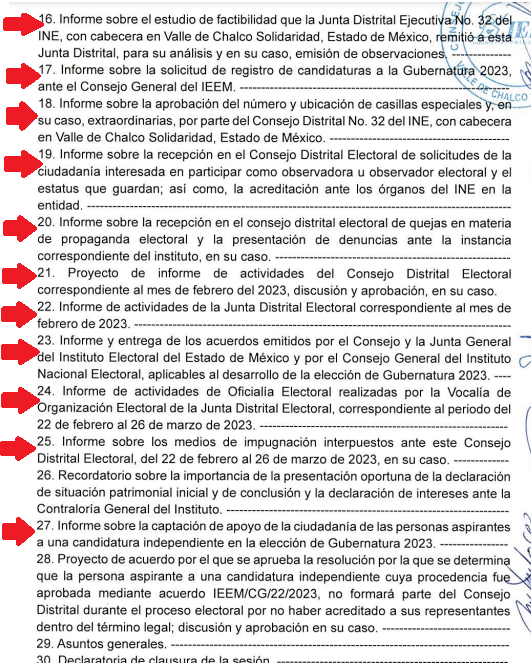 16. Informe sobre el estudio de factibilidad que la Junta Distrital Ejecutiva No. 32 del
INE, con cabecera en Valle de Chalco Solidaridad, Estado de México, remitió a esta
Junta Distrital, para su análisis y en su caso, emisión de observaciones. ----------
17. Informe sobre la solicitud de registro de candidaturas a la Gubernatura 2023,
ante el Consejo General del IEEM. ------------------------------------
18. Informe sobre la aprobación del número y ubicación de casillas especiales y, en
su caso, extraordinarias, por parte del Consejo Distrital No. 32 del INE, con cabecera
en Valle de Chalco Solidaridad, Estado de México. ---------------------------
19. Informe sobre la recepción en el Consejo Distrital Electoral de solicitudes de la
ciudadanía interesada en participar como observadora u observador electoral y el
estatus que guardan; así como, la acreditación ante los órganos del INE en la
entidad. ----------------------------------------------------------------
20. Informe sobre la recepción en el consejo distrital electoral de quejas en materia
de propaganda electoral y la presentación de denuncias ante la instancia
correspondiente del instituto, en su caso. -----------------------------------
21. Proyecto de informe de actividades del Consejo Distrital Electoral
correspondiente al mes de febrero del 2023, discusión y aprobación, en su caso.
22. Informe de actividades de la Junta Distrital Electoral correspondiente al mes de
febrero de 2023. ---------------------------------------------------------
23. Informe y entrega de los acuerdos emitidos por el Consejo y la Junta General
del Instituto Electoral del Estado de México y por el Consejo General del Instituto
Nacional Electoral, aplicables al desarrollo de la elección de Gubernatura 2023. ----
24. Informe de actividades de Oficialía Electoral realizadas por la Vocalía de
Organización Electoral de la Junta Distrital Electoral, correspondiente al periodo del
22 de febrero al 26 de marzo de 2023. --------------------------------------
25. Informe sobre los medios de impugnación interpuestos ante este Consejo
Distrital Electoral, del 22 de febrero al 26 de marzo de 2023, en su caso. ---------
26. Recordatorio sobre la importancia de la presentación oportuna de la declaración
de situación patrimonial inicial y de conclusión y la declaración de intereses ante la
Contraloría General del Instituto. -------------------------------------------
27. Informe sobre la captación de apoyo de la ciudadanía de las personas aspirantes
a una candidatura independiente en la elección de Gubernatura 2023. -----------
28. Proyecto de acuerdo por el que se aprueba la resolución por la que se determina
que la persona aspirante a una candidatura independiente cuya procedencia fue
aprobada mediante acuerdo IEEM/CG/22/2023, no formará parte del Consejo
Distrital durante el proceso electoral por no haber acreditado a sus representantes
dentro del término legal; discusión y aprobación en su caso. -------------------
29. Asuntos generales. ---------------------------------------------------
30. Declaratoria de clausura de la sesión. -----------------------------------
VALLE DE CHALCO